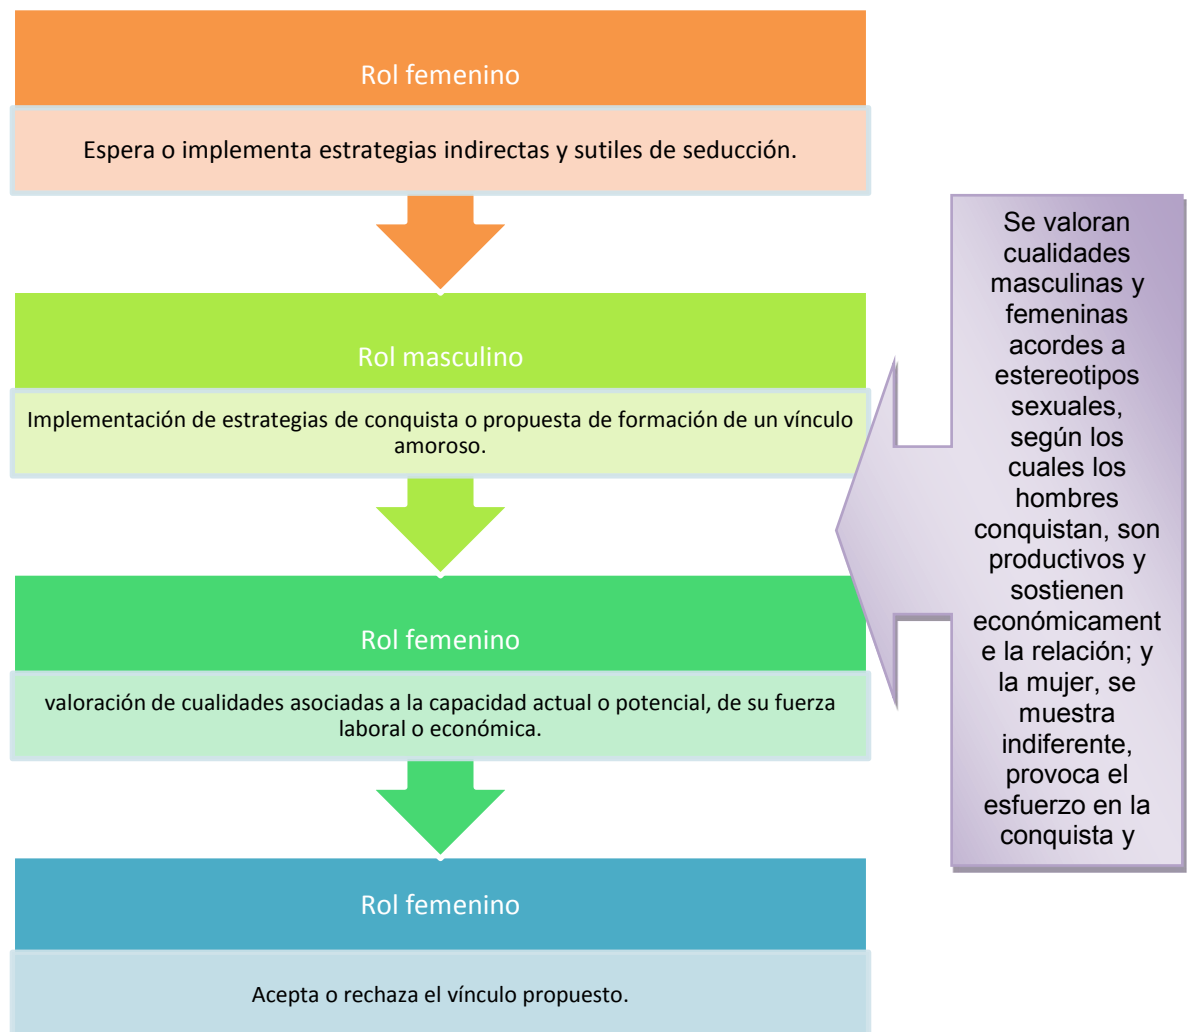 Rol femenino
Espera o implementa estrategias indirectas y sutiles de seducción.
Rol masculino
Implementación de estrategias de conquista o propuesta de formación de un vínculo
amoroso.
Rol femenino
valoración de cualidades asociadas a la capacidad actual o potencial, de su fuerza
laboral o económica.
Rol femenino
Acepta o rechaza el vínculo propuesto.
Se valoran
cualidades
masculinas y
femeninas
acordes a
estereotipos
sexuales,
según los
cuales los
hombres
conquistan, son
productivos y
sostienen
económicament
e la relación; y
la mujer, se
muestra
indiferente,
provoca el
esfuerzo en la
conquista y